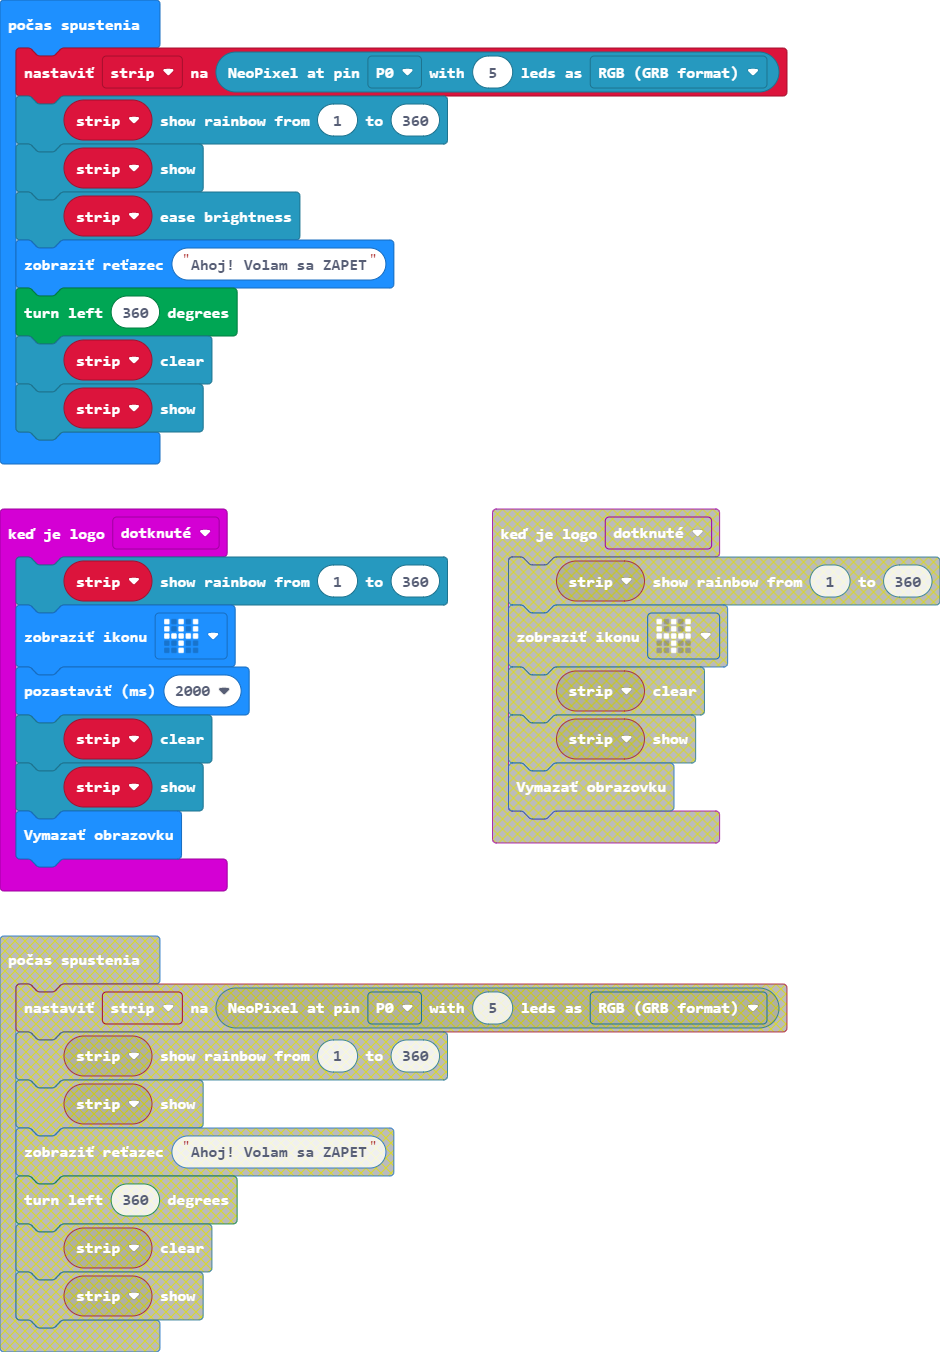 počas spustenia
nastaviť strip na NeoPixel at pin P0 with 5 leds as RGB (GRB format)
strip show rainbow from 1 to 360
strip show
strip ease brightness
zobraziť reťazec "Ahoj! Volam sa ZAPET"
turn left 360 degrees
strip clear
strip show
keď je logo dotknuté
strip show rainbow from 1 to 360
zobraziť ikonu
pozastaviť (ms) 2000
strip clear
strip show
Vymazať obrazovku
keď je logo dotknuté
strip show rainbow from 1 to 360
zobraziť ikonu
strip clear
strip show
Vymazať obrazovku
počas spustenia
nastaviť strip na NeoPixel at pin P0 with 5 leds as RGB (GRB format)
strip show rainbow from 1 to 360
strip show
zobraziť reťazec "Ahoj! Volam sa ZAPET"
turn left 360 degrees
strip clear
strip show